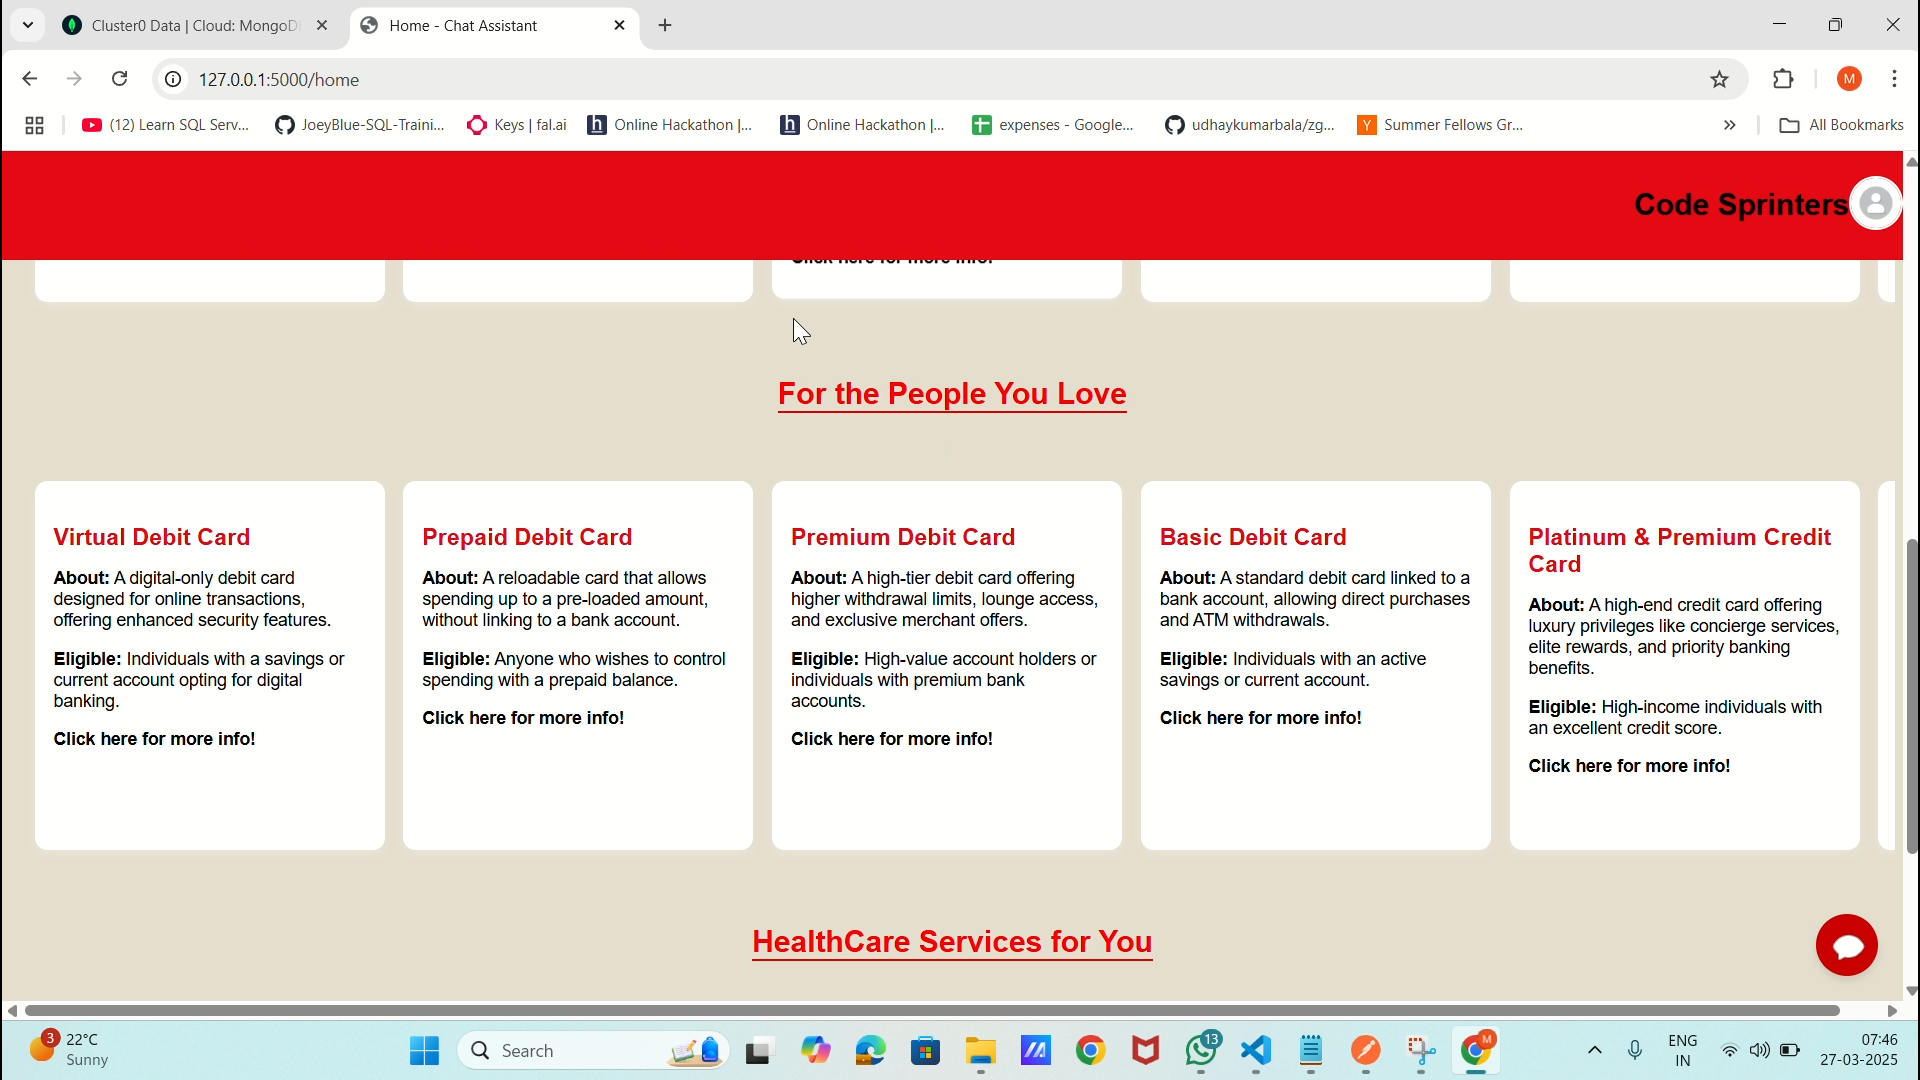 Cluster0 Data | Cloud: MongoD
Home - Chat Assistant
127.0.0.1:5000/home
M
(12) Learn SQL Serv...
JoeyBlue-SQL-Traini...
Keys | fal.ai
Online Hackathon |...
Online Hackathon |...
expenses - Google...
udhaykumarbala/zg...
Summer Fellows Gr...
All Bookmarks
Code Sprinters
Click here for more info!
For the People You Love
Virtual Debit Card
About: A digital-only debit card
designed for online transactions,
offering enhanced security features.
Eligible: Individuals with a savings or
current account opting for digital
banking.
Click here for more info!
Prepaid Debit Card
About: A reloadable card that allows
spending up to a pre-loaded amount,
without linking to a bank account.
Eligible: Anyone who wishes to control
spending with a prepaid balance.
Click here for more info!
Premium Debit Card
About: A high-tier debit card offering
higher withdrawal limits, lounge access,
and exclusive merchant offers.
Eligible: High-value account holders or
individuals with premium bank
accounts.
Click here for more info!
Basic Debit Card
About: A standard debit card linked to a
bank account, allowing direct purchases
and ATM withdrawals.
Eligible: Individuals with an active
savings or current account.
Click here for more info!
Platinum & Premium Credit
Card
About: A high-end credit card offering
luxury privileges like concierge services,
elite rewards, and priority banking
benefits.
Eligible: High-income individuals with
an excellent credit score.
Click here for more info!
HealthCare Services for You
3
22°C
Sunny
Search
13
M
ENG
IN
07:46
27-03-2025